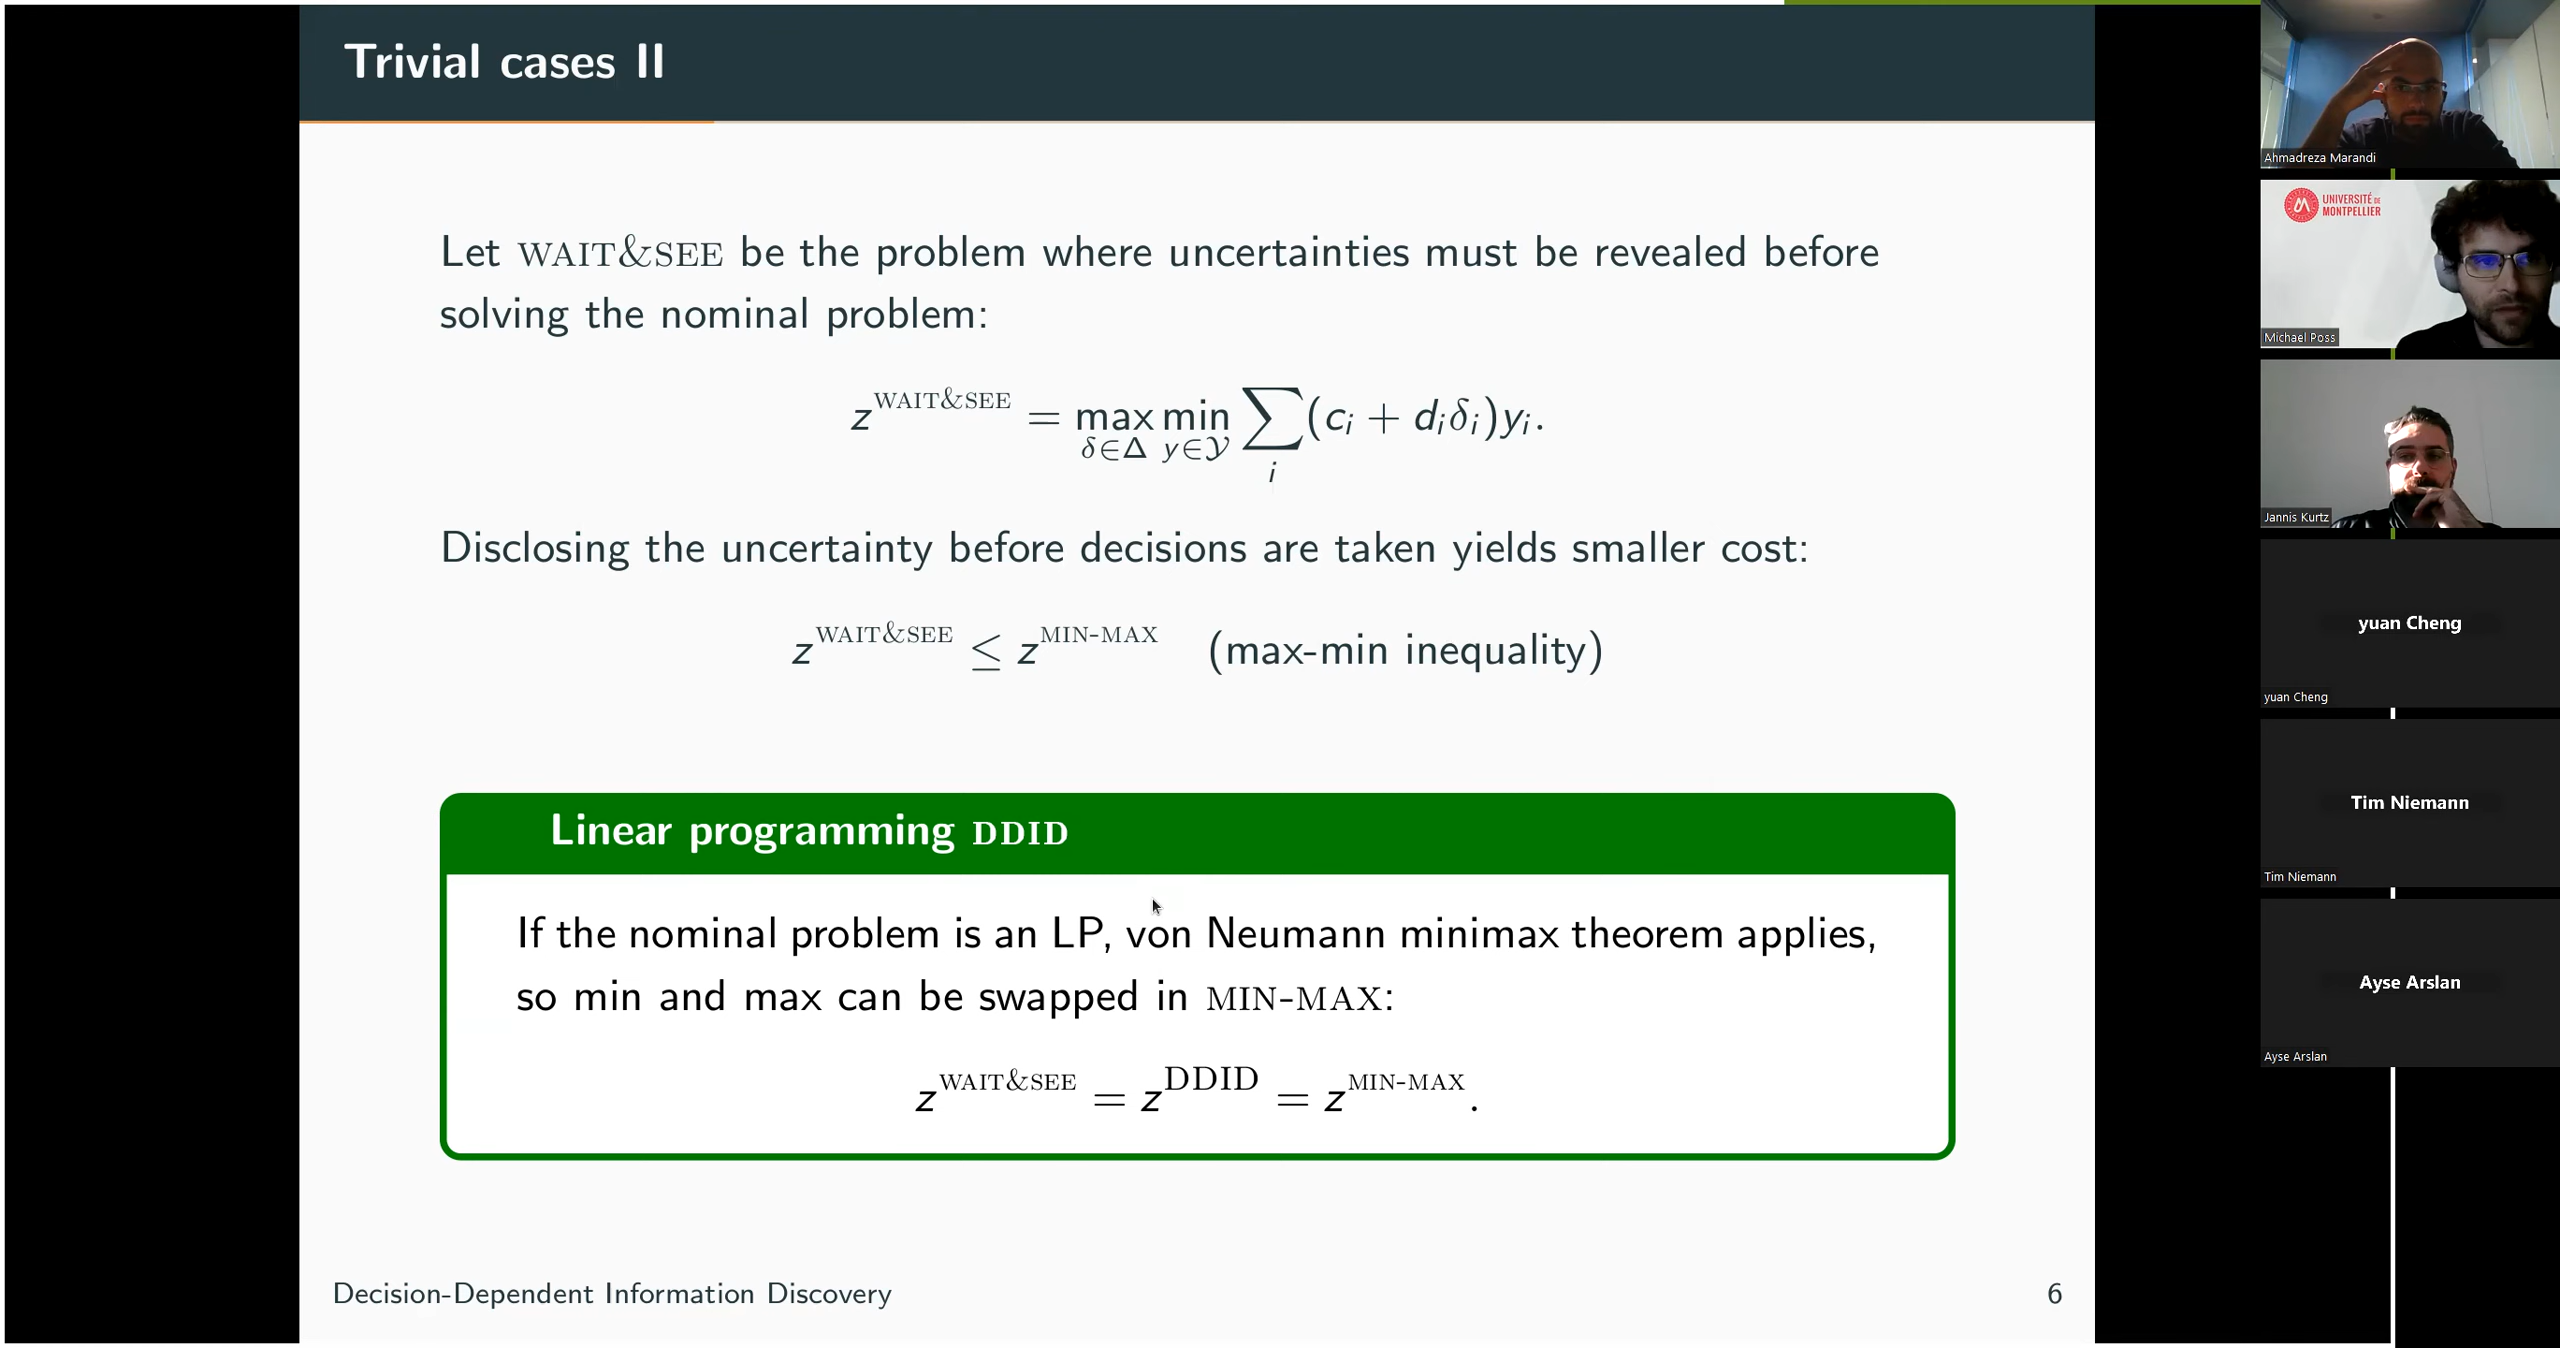 Trivial cases II
Let WAIT&SEE be the problem where uncertainties must be revealed before
solving the nominal problem:
z^{WAIT&SEE} = max_{δ∈Δ} min_{y∈𝒴} ∑_i (c_i + d_i δ_i) y_i.
Disclosing the uncertainty before decisions are taken yields smaller cost:
z^{WAIT&SEE} ≤ z^{MIN-MAX} (max-min inequality)
Linear programming DDID
If the nominal problem is an LP, von Neumann minimax theorem applies,
so min and max can be swapped in MIN-MAX:
z^{WAIT&SEE} = z^{DDID} = z^{MIN-MAX}.
Decision-Dependent Information Discovery
6
Ahmadreza Marandi
UNIVERSITÉ DE
MONTPELLIER
Michael Poss
Jannis Kurtz
yuan Cheng
yuan Cheng
Tim Niemann
Tim Niemann
Ayse Arslan
Ayse Arslan